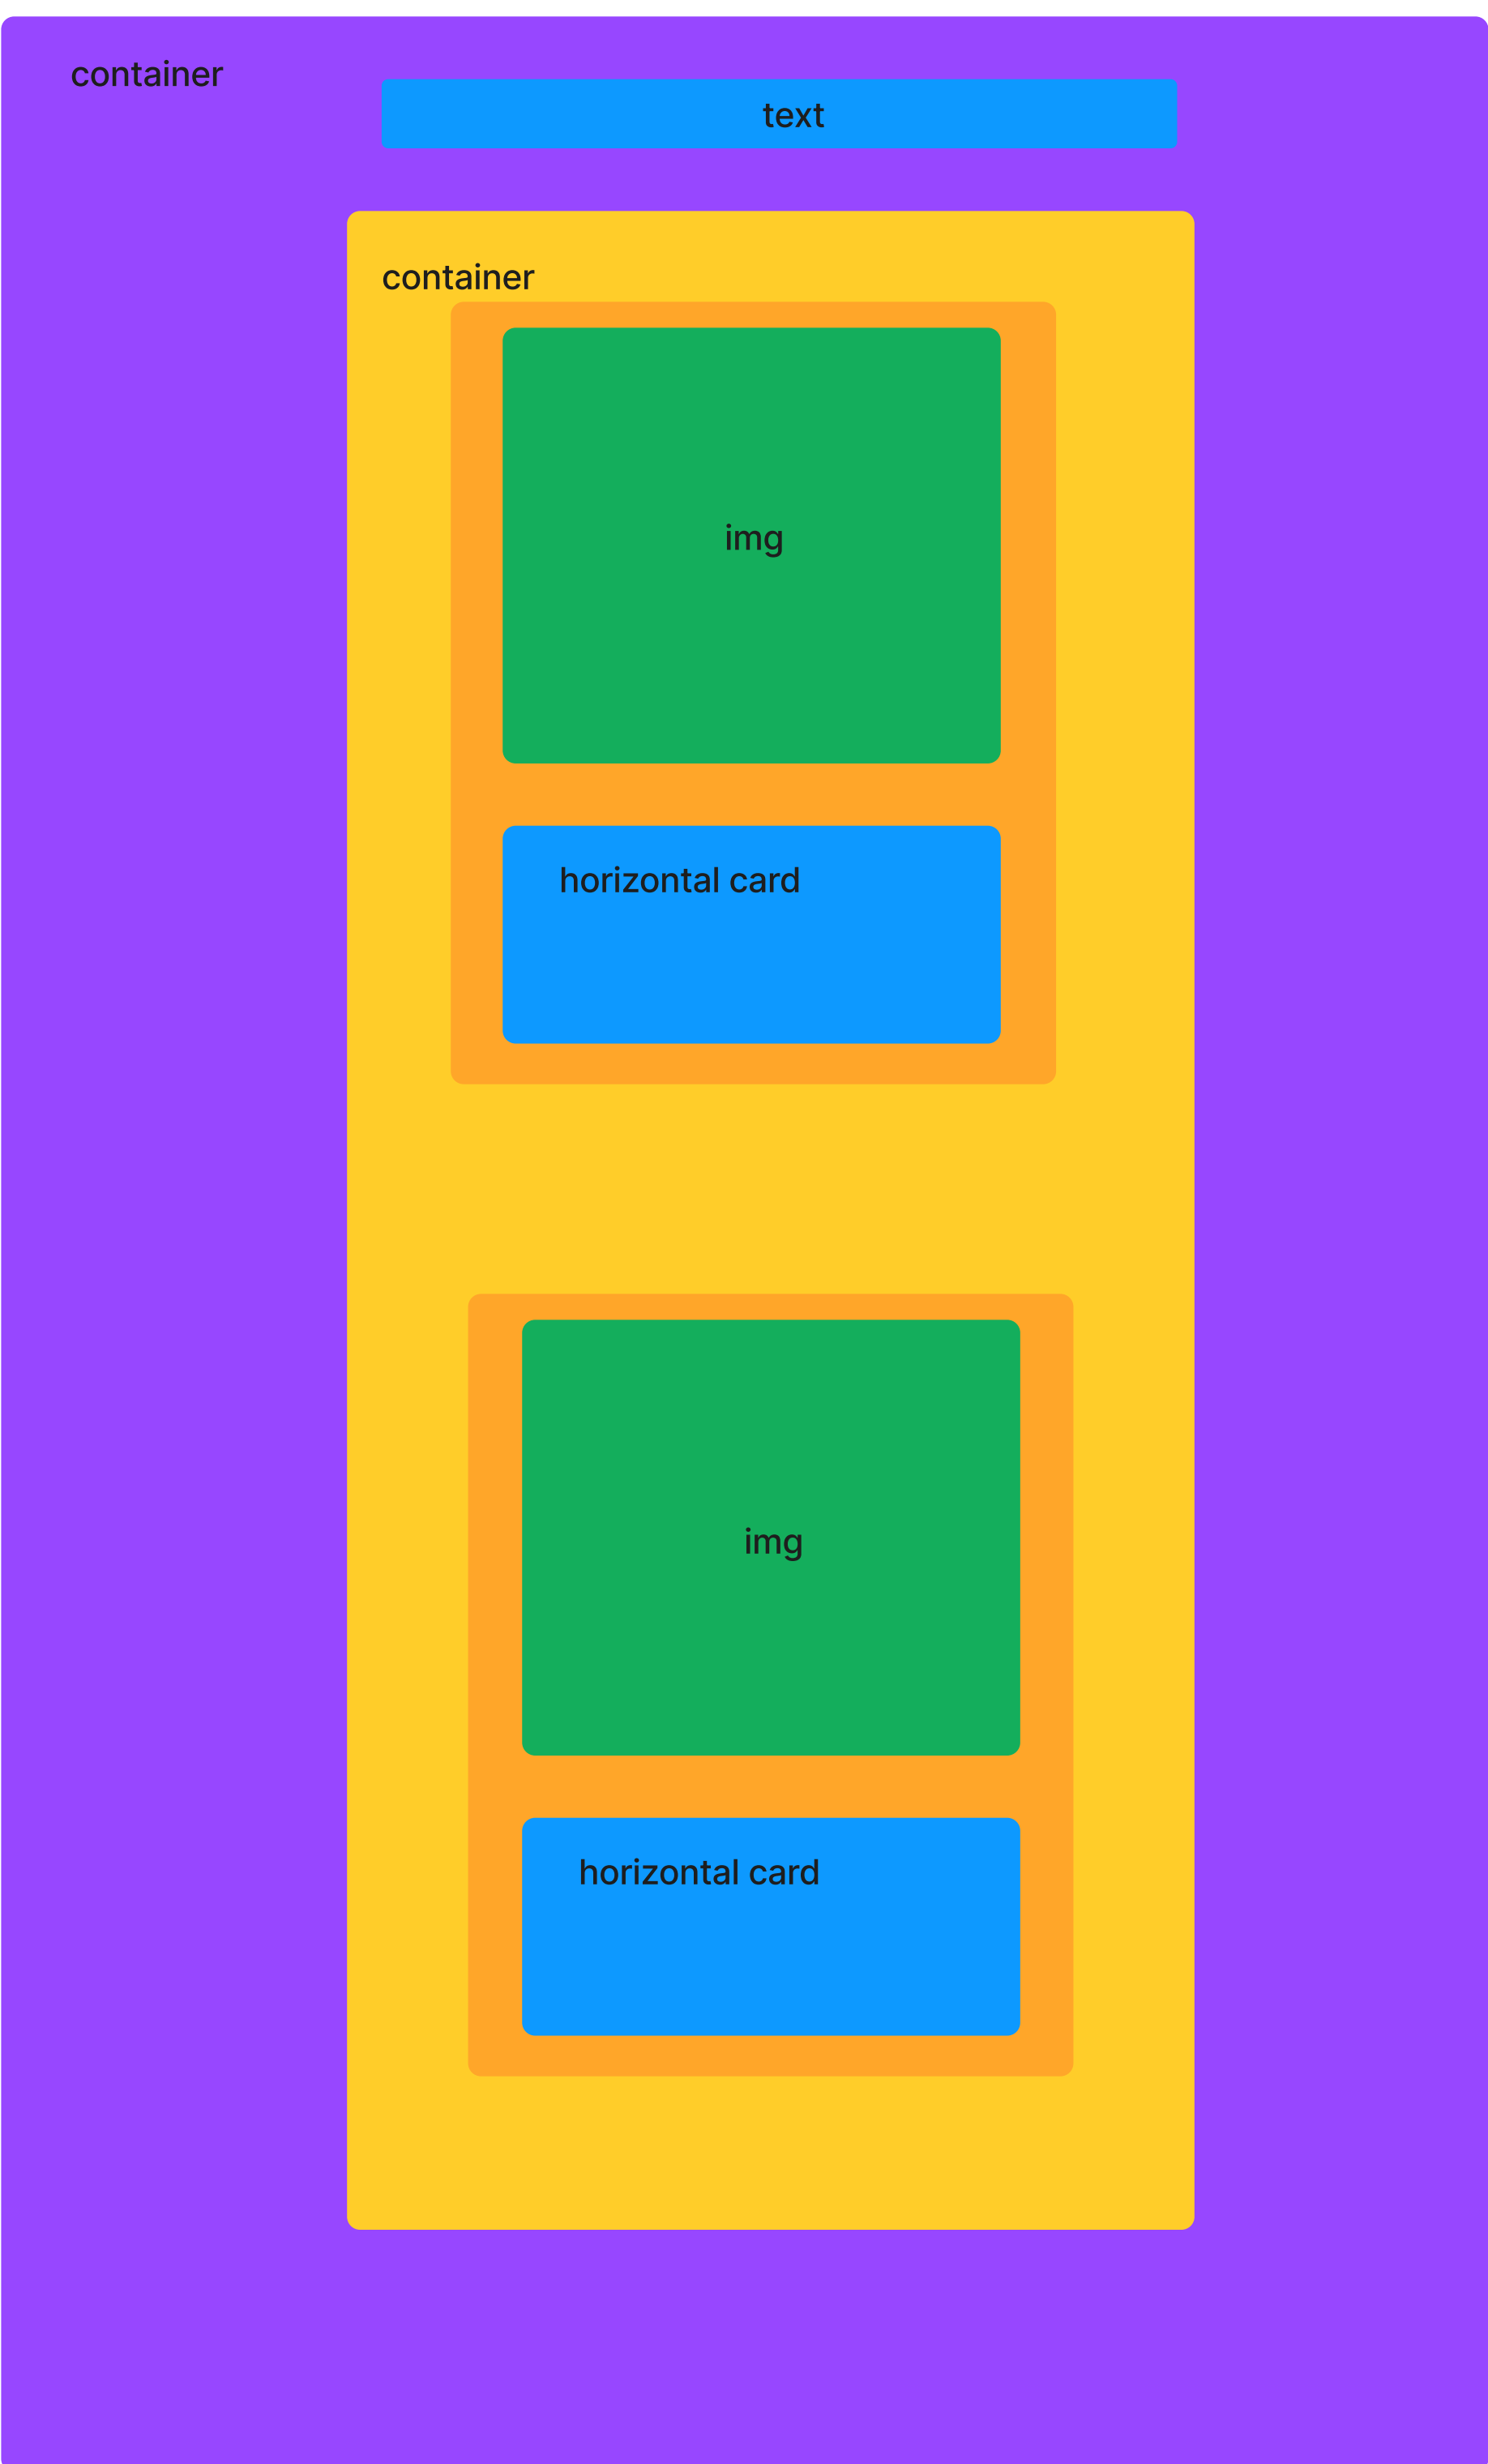 container
text
container
img
horizontal card
img
horizontal card